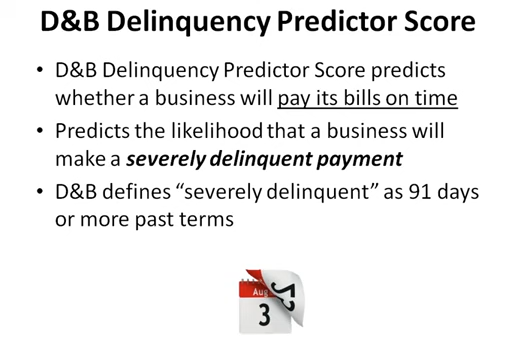 D&B Delinquency Predictor Score
• D&B Delinquency Predictor Score predicts
whether a business will pay its bills on time
• Predicts the likelihood that a business will
make a severely delinquent payment
• D&B defines “severely delinquent” as 91 days
or more past terms
Aug
3